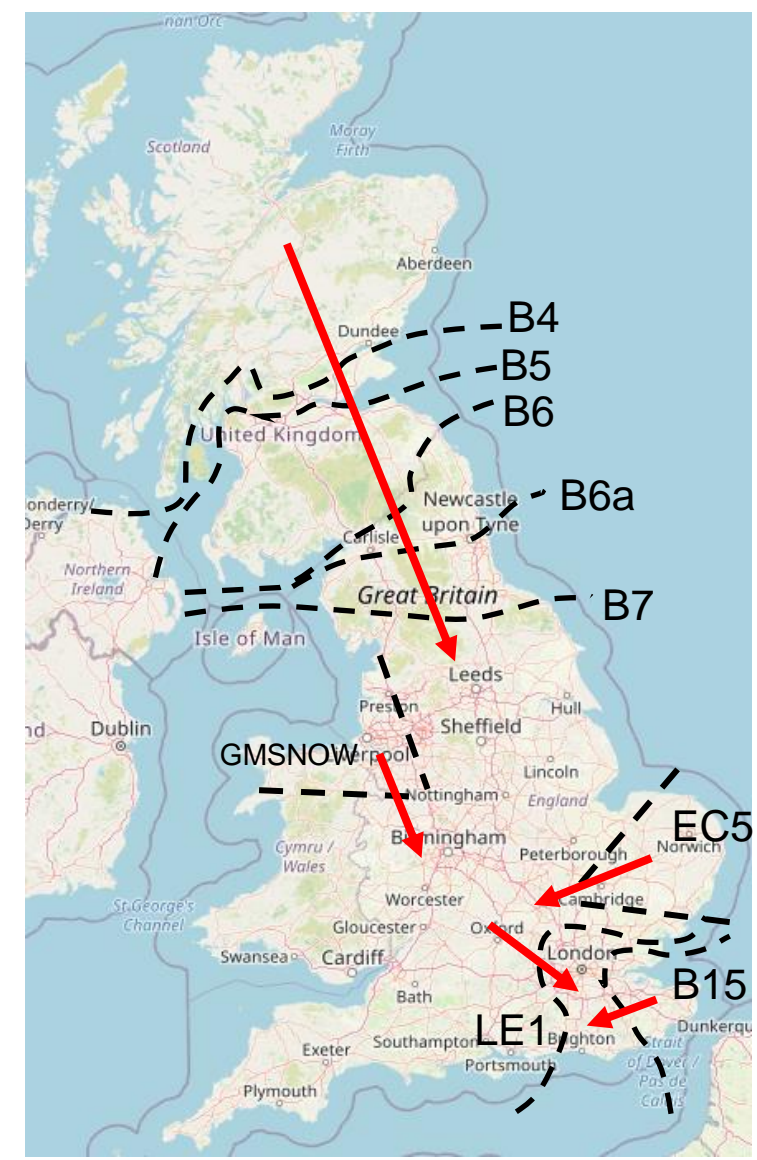 nan Orc
Moray
Firth
Scotland
Aberdeen
B4
Dundee
B5
B6
United Kingdom
B6a
onderry/
Derry
Newcastle
upon Tyne
Carlisle
Northern
Ireland
Great Britain
B7
Isle of Man
Leeds
Preston
Hull
Sheffield
nd
Dublin
GMSNOW
Liverpool
Lincoln
Nottingham
England
EC5
Birmingham
Norwich
Cymru /
Wales
Peterborough
Worcester
Cambridge
St George's
Channel
Gloucester
Oxford
Swansea
Cardiff
London
B15
Bath
LE1
Dunkerqu
Southampton
Brighton
Strait
of Dover /
Pas de
Calais
Exeter
Portsmouth
Plymouth